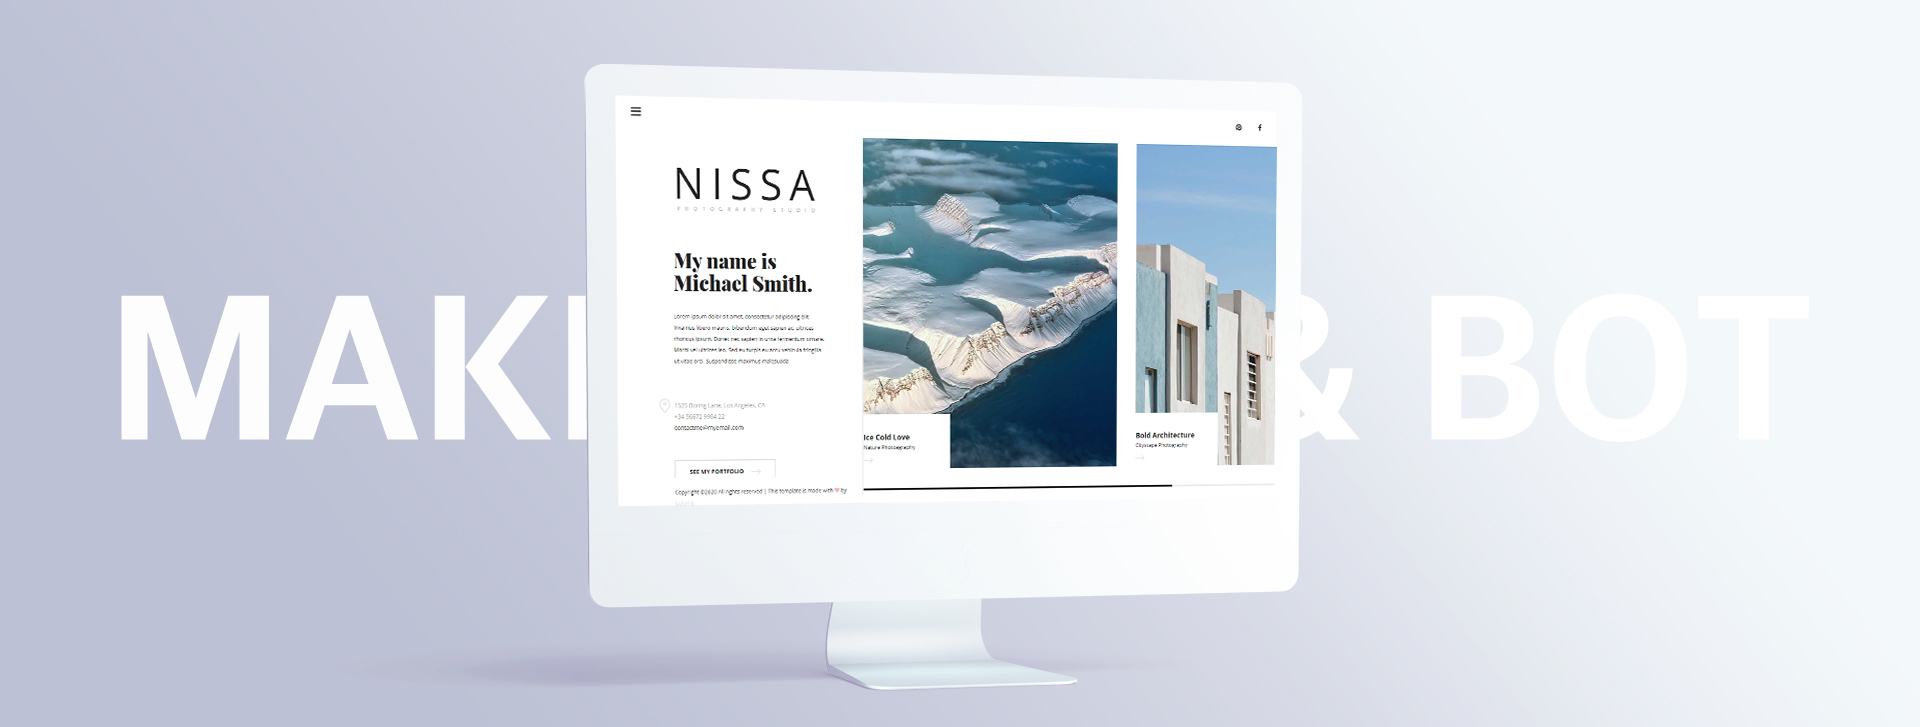 MAK
& BOT
NISSA
PHOTOGRAPHY STUDIO
My name is
Michael Smith.
Lorem ipsum dolor sit amet, consectetur adipiscing elit.
Vivamus libero mauris, bibendum eget sapien ac, ultrices
rhoncus ipsum. Donec nec sapien in urna fermentum ornare.
Morbi vel ultrices leo. Sed eu turpis eu arcu vehicula fringilla
ut vitae orci. Suspendisse maximus malesuada
1525 Boring Lane, Los Angeles, CA
+34 56672 9984 22
contactme@myemail.com
SEE MY PORTFOLIO
Copyright ©2020 All rights reserved | This template is made with ♥ by
Ice Cold Love
Nature Photography
Bold Architecture
Cityscape Photography